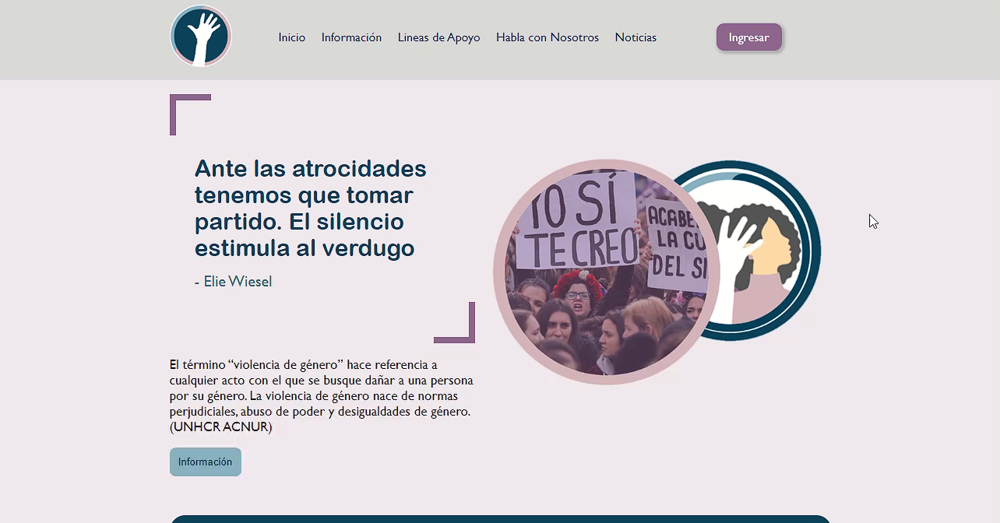 Inicio Información Lineas de Apoyo Habla con Nosotros Noticias Ingresar
Ante las atrocidades
tenemos que tomar
partido. El silencio
estimula al verdugo
- Elie Wiesel
YO SÍ
TE CREO
ACABE
LA CU
DEL SI
El término “violencia de género” hace referencia a
cualquier acto con el que se busque dañar a una persona
por su género. La violencia de género nace de normas
perjudiciales, abuso de poder y desigualdades de género.
(UNHCR ACNUR)
Información